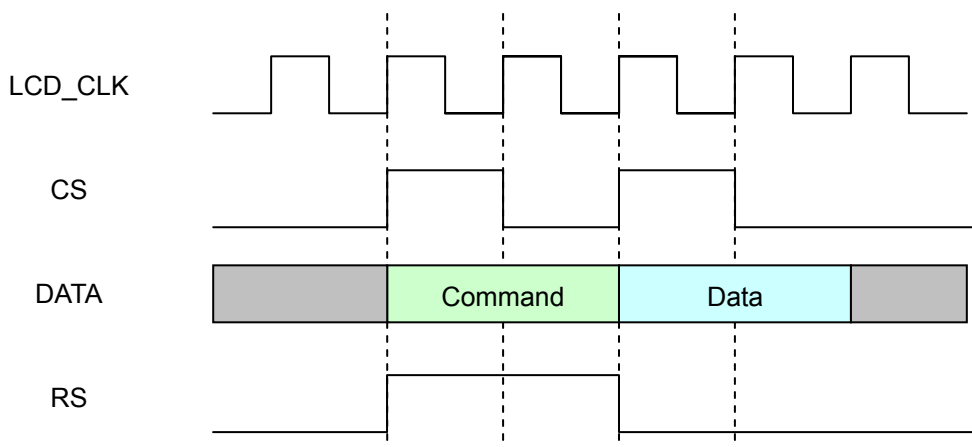 LCD_CLK
CS
DATA
Command
Data
RS